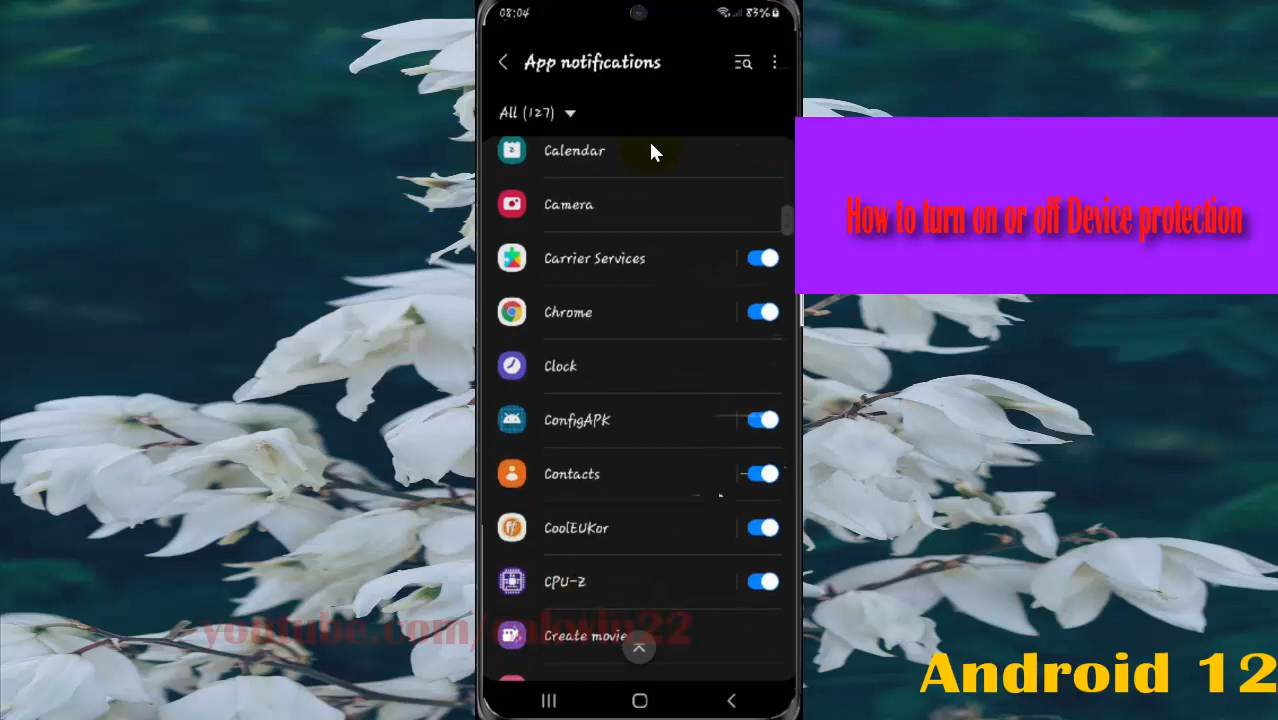 08:04
83%
App notifications
All (127)
Calendar
Camera
Carrier Services
Chrome
Clock
ConfigAPK
Contacts
CoolEUKor
CPU-Z
Create movie
How to turn on or off Device protection
Android 12